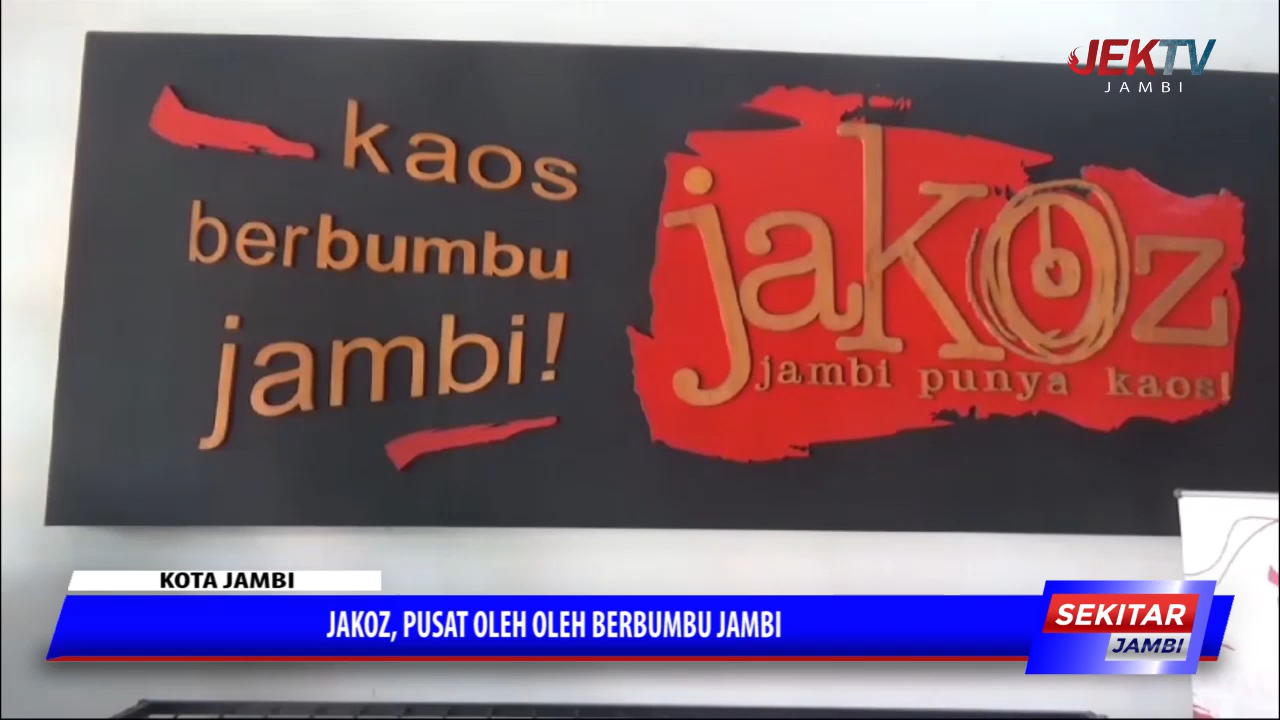 JEKTV
JAMBI
kaos
berbumbu
jambi!
jakoz
jambi punya kaos!
KOTA JAMBI
JAKOZ, PUSAT OLEH OLEH BERBUMBU JAMBI
SEKITAR
JAMBI